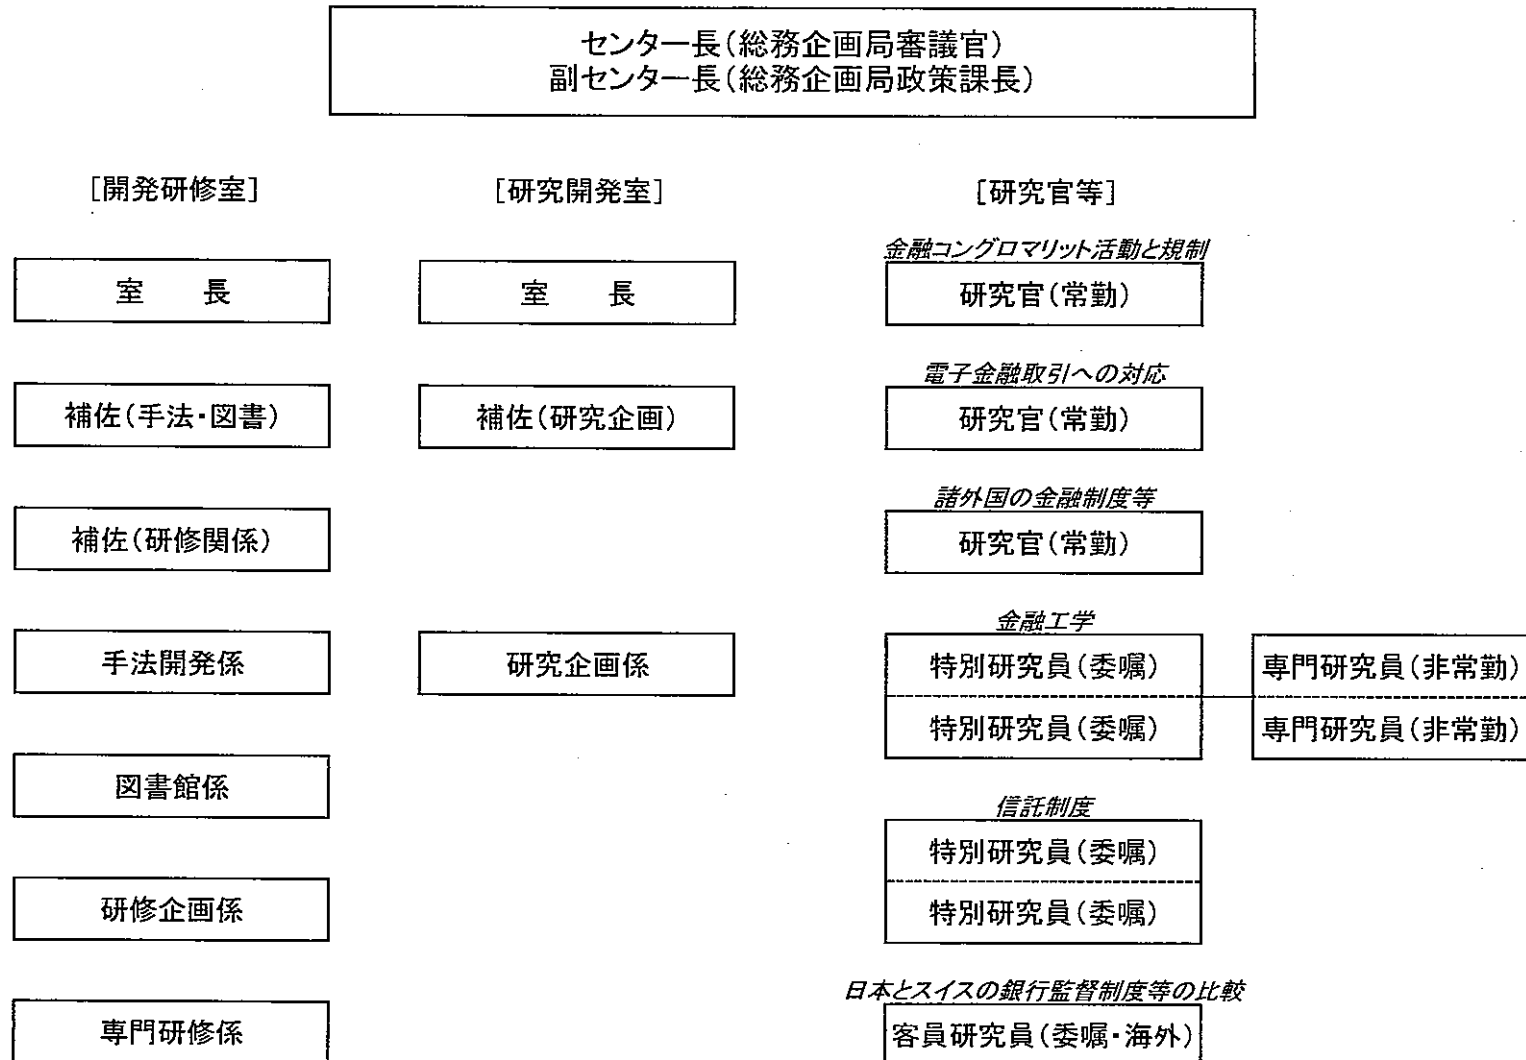 センター長(総務企画局審議官)
副センター長(総務企画局政策課長)
[開発研修室]
室　　長
補佐(手法・図書)
補佐(研修関係)
手法開発係
図書館係
研修企画係
専門研修係
[研究開発室]
室　　長
補佐(研究企画)
研究企画係
[研究官等]
金融コングロマリット活動と規制
研究官(常勤)
電子金融取引への対応
研究官(常勤)
諸外国の金融制度等
研究官(常勤)
金融工学
特別研究員(委嘱)
専門研究員(非常勤)
特別研究員(委嘱)
専門研究員(非常勤)
信託制度
特別研究員(委嘱)
特別研究員(委嘱)
日本とスイスの銀行監督制度等の比較
客員研究員(委嘱・海外)